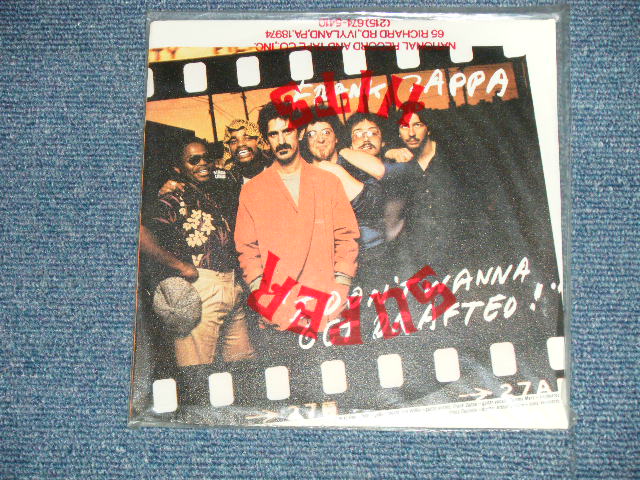 NATIONAL RECORD AND TAPE CO., INC.
65 RICHARD RD., IVYLAND, PA. 18974
(215) 674-5410
FRANK ZAPPA
HITS
SUPER
I DON'T WANNA
GET DRAFTED!
→ 27A